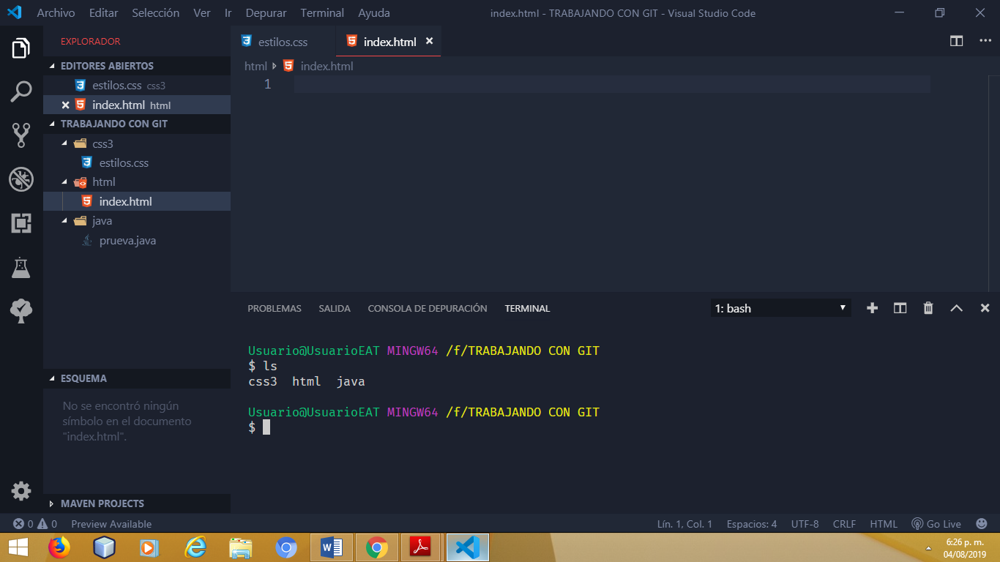 Archivo Editar Selección Ver Ir Depurar Terminal Ayuda
index.html - TRABAJANDO CON GIT - Visual Studio Code
EXPLORADOR
EDITORES ABIERTOS
estilos.css css3
index.html html
TRABAJANDO CON GIT
css3
estilos.css
html
index.html
java
prueva.java
ESQUEMA
No se encontró ningún
símbolo en el documento
"index.html".
MAVEN PROJECTS
estilos.css
index.html
html index.html
1
PROBLEMAS SALIDA CONSOLA DE DEPURACIÓN TERMINAL
1: bash
Usuario@UsuarioEAT MINGW64 /f/TRABAJANDO CON GIT
$ ls
css3 html java
Usuario@UsuarioEAT MINGW64 /f/TRABAJANDO CON GIT
$
0 0 Preview Available
Lín. 1, Col. 1 Espacios: 4 UTF-8 CRLF HTML Go Live
6:26 p. m.
04/08/2019